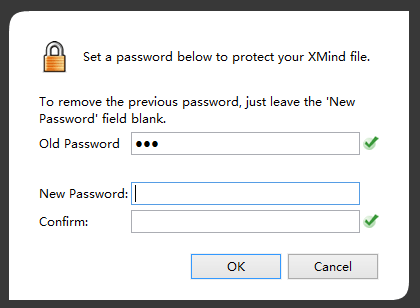 Set a password below to protect your XMind file.
To remove the previous password, just leave the 'New
Password' field blank.
Old Password ●●●
New Password:
Confirm:
OK Cancel